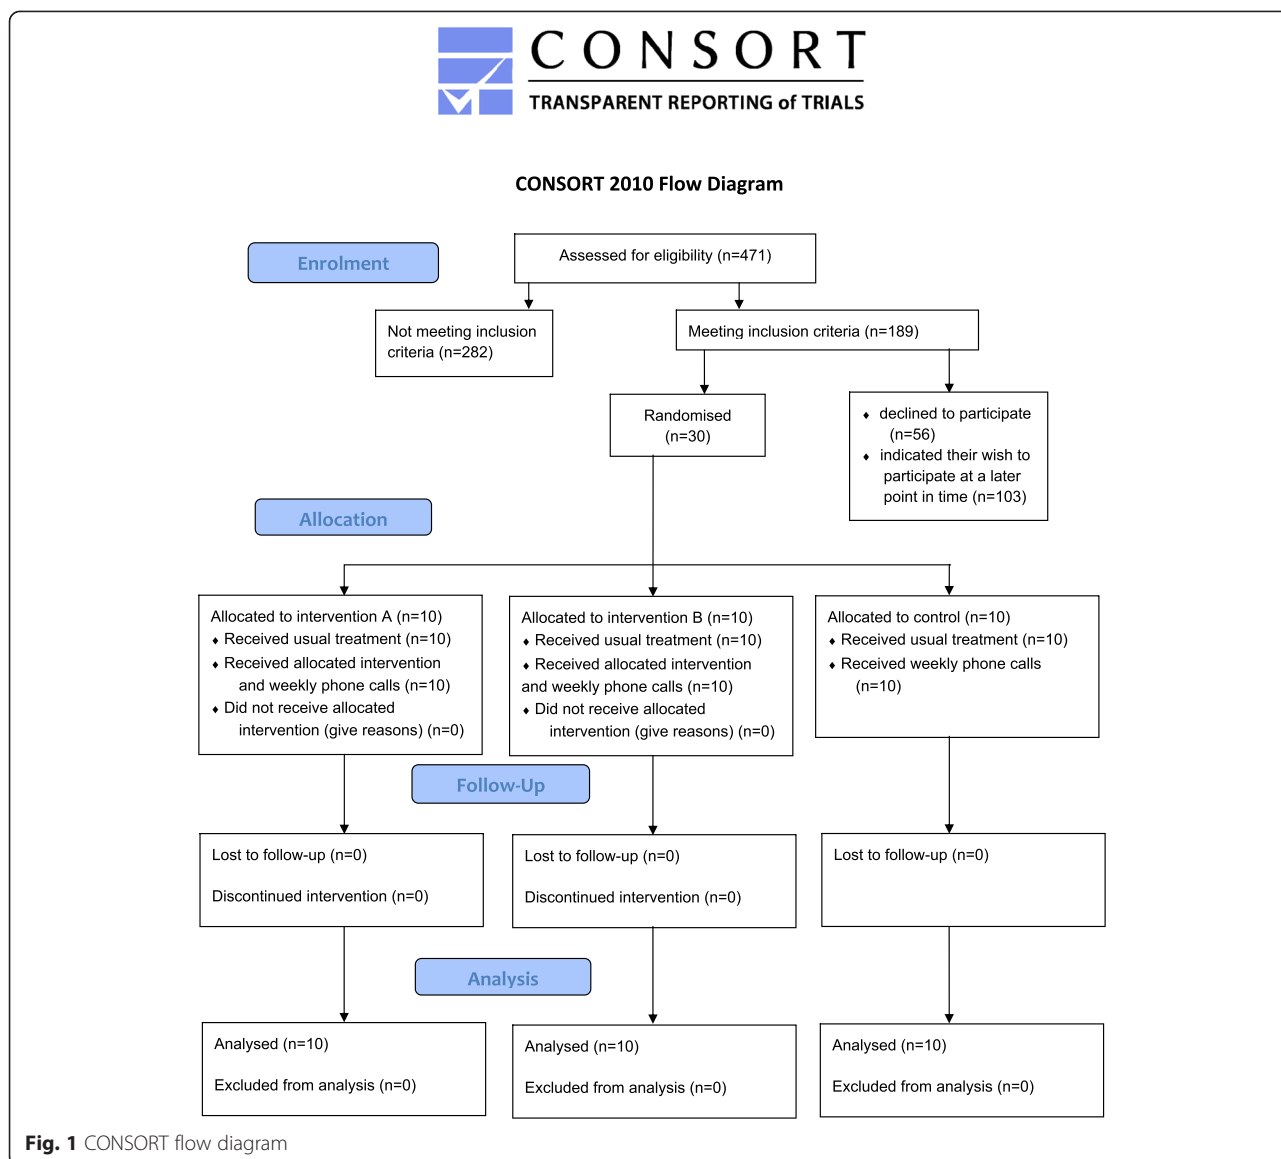 CONSORT
TRANSPARENT REPORTING of TRIALS
CONSORT 2010 Flow Diagram
Enrolment
Assessed for eligibility (n=471)
Not meeting inclusion
criteria (n=282)
Meeting inclusion criteria (n=189)
Randomised
(n=30)
♦ declined to participate
(n=56)
♦ indicated their wish to
participate at a later
point in time (n=103)
Allocation
Allocated to intervention A (n=10)
♦ Received usual treatment (n=10)
♦ Received allocated intervention
and weekly phone calls (n=10)
♦ Did not receive allocated
intervention (give reasons) (n=0)
Allocated to intervention B (n=10)
♦ Received usual treatment (n=10)
♦ Received allocated intervention
and weekly phone calls (n=10)
♦ Did not receive allocated
intervention (give reasons) (n=0)
Allocated to control (n=10)
♦ Received usual treatment (n=10)
♦ Received weekly phone calls
(n=10)
Follow-Up
Lost to follow-up (n=0)
Discontinued intervention (n=0)
Lost to follow-up (n=0)
Discontinued intervention (n=0)
Lost to follow-up (n=0)
Analysis
Analysed (n=10)
Excluded from analysis (n=0)
Analysed (n=10)
Excluded from analysis (n=0)
Analysed (n=10)
Excluded from analysis (n=0)
Fig. 1 CONSORT flow diagram